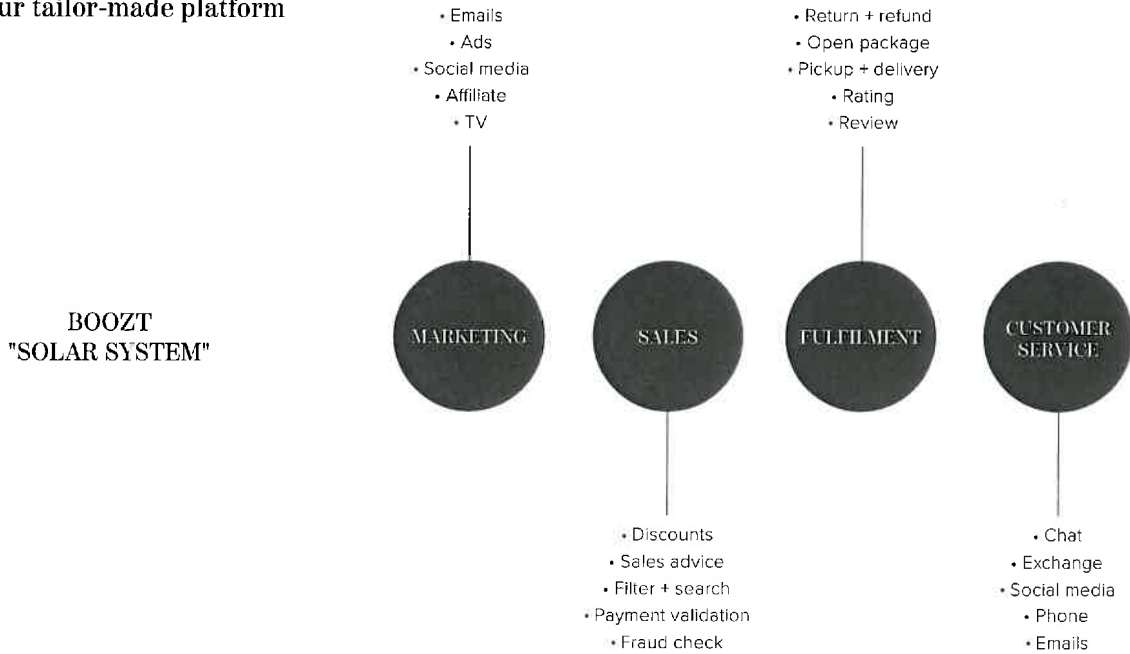 ur tailor-made platform
• Emails
• Ads
• Social media
• Affiliate
• TV
• Return + refund
• Open package
• Pickup + delivery
• Rating
• Review
BOOZT
"SOLAR SYSTEM"
MARKETING
SALES
FULFILMENT
CUSTOMER
SERVICE
• Discounts
• Sales advice
• Filter + search
• Payment validation
• Fraud check
• Chat
• Exchange
• Social media
• Phone
• Emails